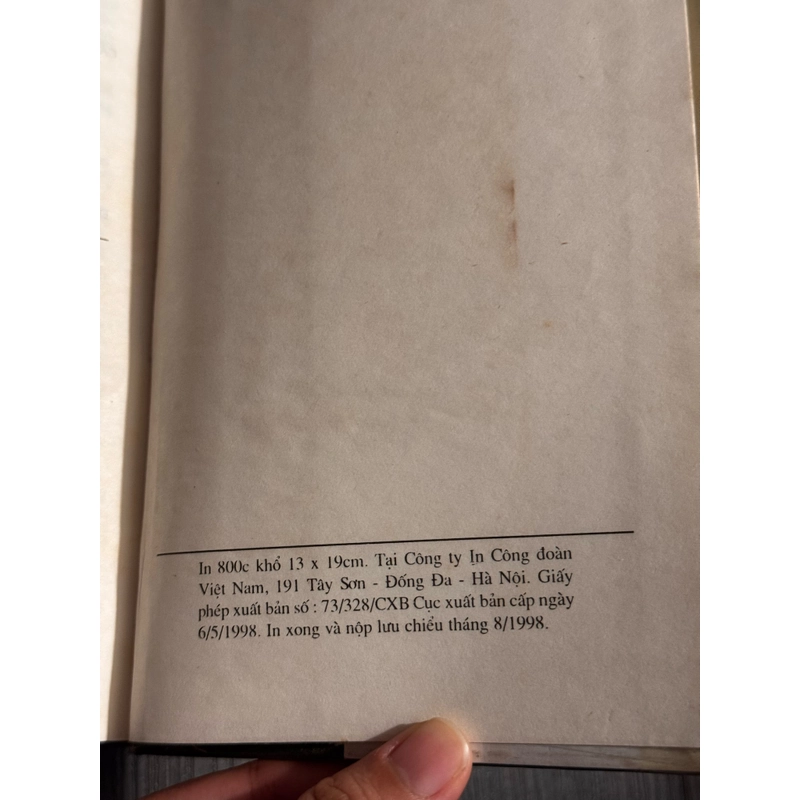 In 800c khổ 13 x 19cm. Tại Công ty In Công đoàn
Việt Nam, 191 Tây Sơn - Đống Đa - Hà Nội. Giấy
phép xuất bản số : 73/328/CXB Cục xuất bản cấp ngày
6/5/1998. In xong và nộp lưu chiểu tháng 8/1998.